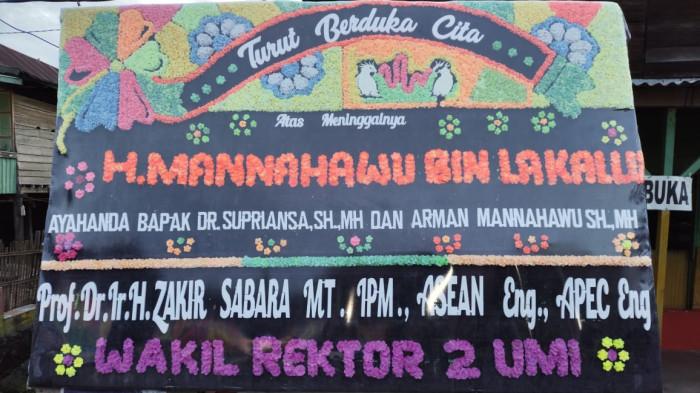 Turut Berduka Cita
Atas Meninggalnya
H.MANNAHAWU BIN LAKALLU
AYAHANDA BAPAK DR.SUPRIANSA,SH.,MH DAN ARMAN MANNAHAWU SH.,MH
Prof.Dr.Ir.H.ZAKIR SABARA MT., IPM., ASEAN Eng., APEC Eng
WAKIL REKTOR 2 UMI
BUKA